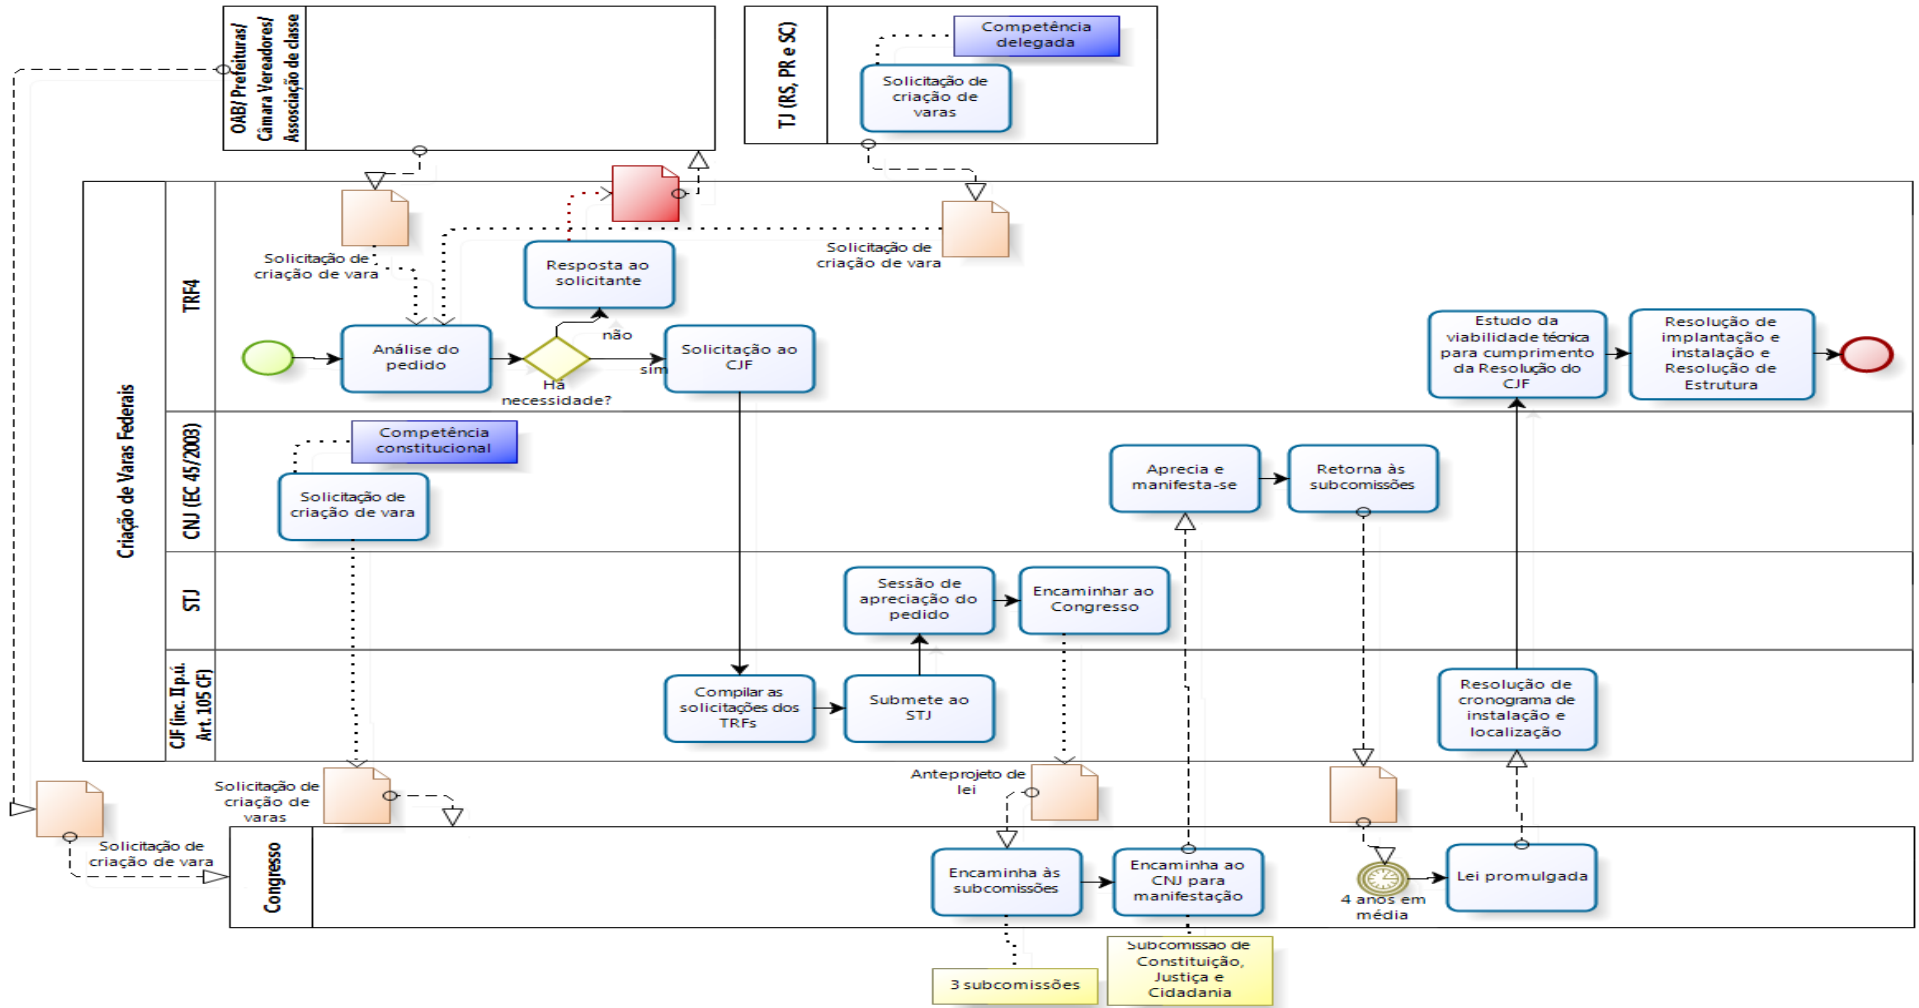 OAB/ Prefeituras/
Câmara Vereadores/
Assosciação de classe
TJ (RS, PR e SC)
Competência
delegada
Solicitação de
criação de
varas
Criação de Varas Federais
TRF4
Solicitação de
criação de vara
Resposta ao
solicitante
Solicitação de
criação de vara
Análise do
pedido
não
sim
Há
necessidade?
Solicitação ao
CJF
Estudo da
viabilidade técnica
para cumprimento
da Resolução do
CJF
Resolução de
implantação e
instalação e
Resolução de
Estrutura
CNJ (EC 45/2003)
Competência
constitucional
Solicitação de
criação de vara
Aprecia e
manifesta-se
Retorna às
subcomissões
STJ
Sessão de
apreciação do
pedido
Encaminhar ao
Congresso
CJF (inc. II p.ú.
Art. 105 CF)
Compilar as
solicitações dos
TRFs
Submete ao
STJ
Resolução de
cronograma de
instalação e
localização
Solicitação de
criação de
varas
Anteprojeto de
lei
Solicitação de
criação de vara
Congresso
Encaminha às
subcomissões
Encaminha ao
CNJ para
manifestação
4 anos em
média
Lei promulgada
3 subcomissões
Subcomissão de
Constituição,
Justiça e
Cidadania